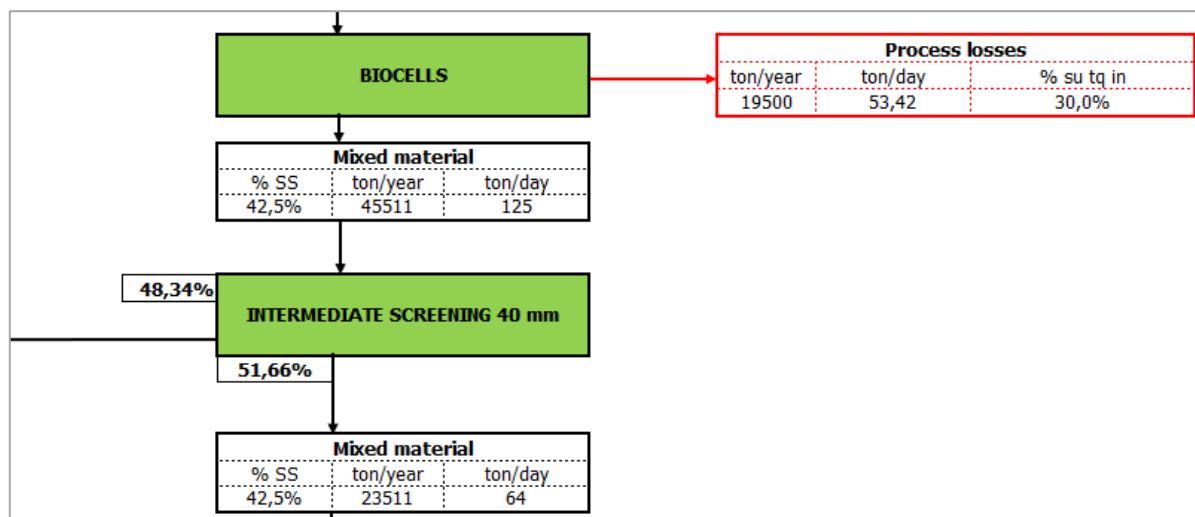 BIOCELLS
Process losses
ton/year ton/day % su tq in
19500 53,42 30,0%
Mixed material
% SS ton/year ton/day
42,5% 45511 125
48,34%
INTERMEDIATE SCREENING 40 mm
51,66%
Mixed material
% SS ton/year ton/day
42,5% 23511 64